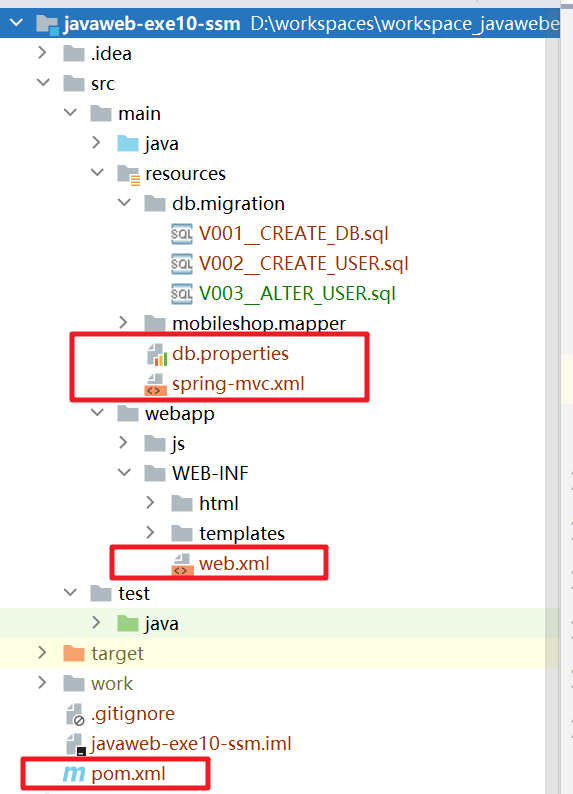 javaweb-exe10-ssm D:\workspaces\workspace_javawebe
.idea
src
main
java
resources
db.migration
SQL V001__CREATE_DB.sql
SQL V002__CREATE_USER.sql
SQL V003__ALTER_USER.sql
mobileshop.mapper
db.properties
spring-mvc.xml
webapp
js
WEB-INF
html
templates
web.xml
test
java
target
work
.gitignore
javaweb-exe10-ssm.iml
m pom.xml